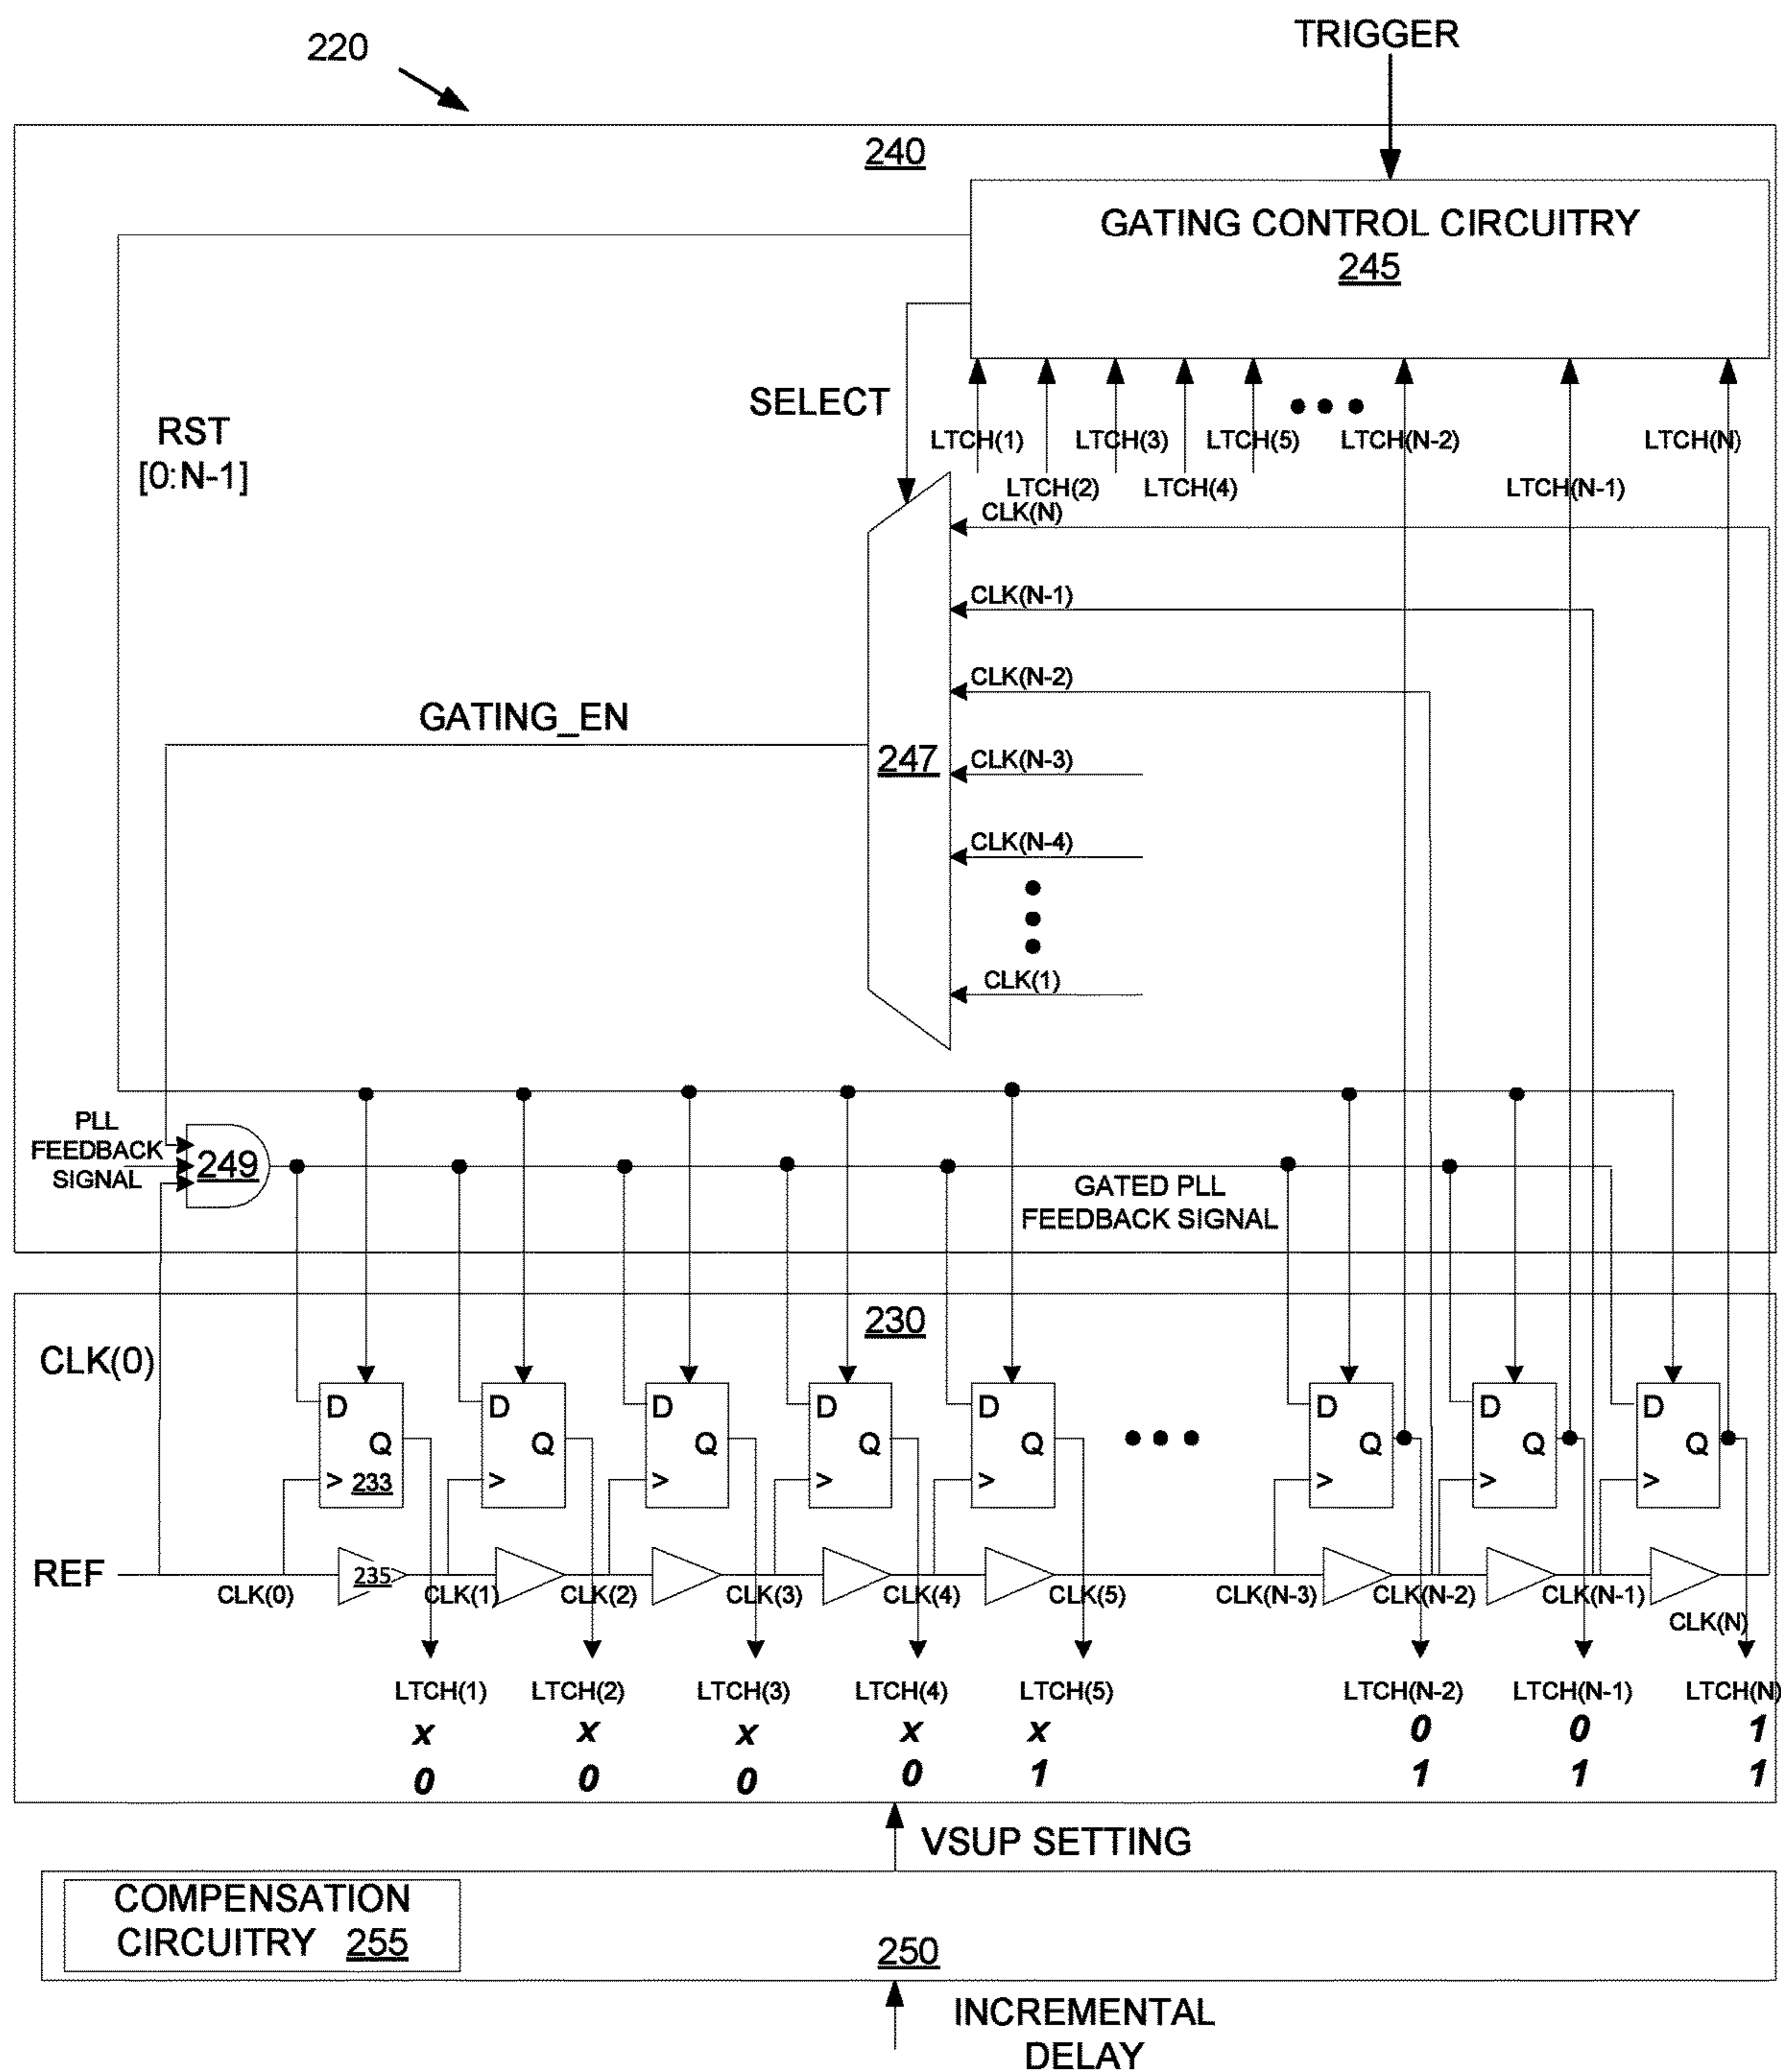 220
TRIGGER
240
GATING CONTROL CIRCUITRY
245
SELECT
RST
[0:N-1]
LTCH(1)
LTCH(3)
LTCH(5)
LTCH(N-2)
LTCH(N)
LTCH(2)
LTCH(4)
LTCH(N-1)
CLK(N)
CLK(N-1)
CLK(N-2)
GATING_EN
247
CLK(N-3)
CLK(N-4)
CLK(1)
PLL
FEEDBACK
SIGNAL
249
GATED PLL
FEEDBACK SIGNAL
230
CLK(0)
D D D D D D D D
Q Q Q Q Q Q Q Q
> 233 > > > > > > >
REF
235
CLK(0) CLK(1) CLK(2) CLK(3) CLK(4) CLK(5) CLK(N-3) CLK(N-2) CLK(N-1)
CLK(N)
LTCH(1) LTCH(2) LTCH(3) LTCH(4) LTCH(5) LTCH(N-2) LTCH(N-1) LTCH(N)
x x x x x 0 0 1
0 0 0 0 1 1 1 1
VSUP SETTING
COMPENSATION
CIRCUITRY 255
250
INCREMENTAL
DELAY